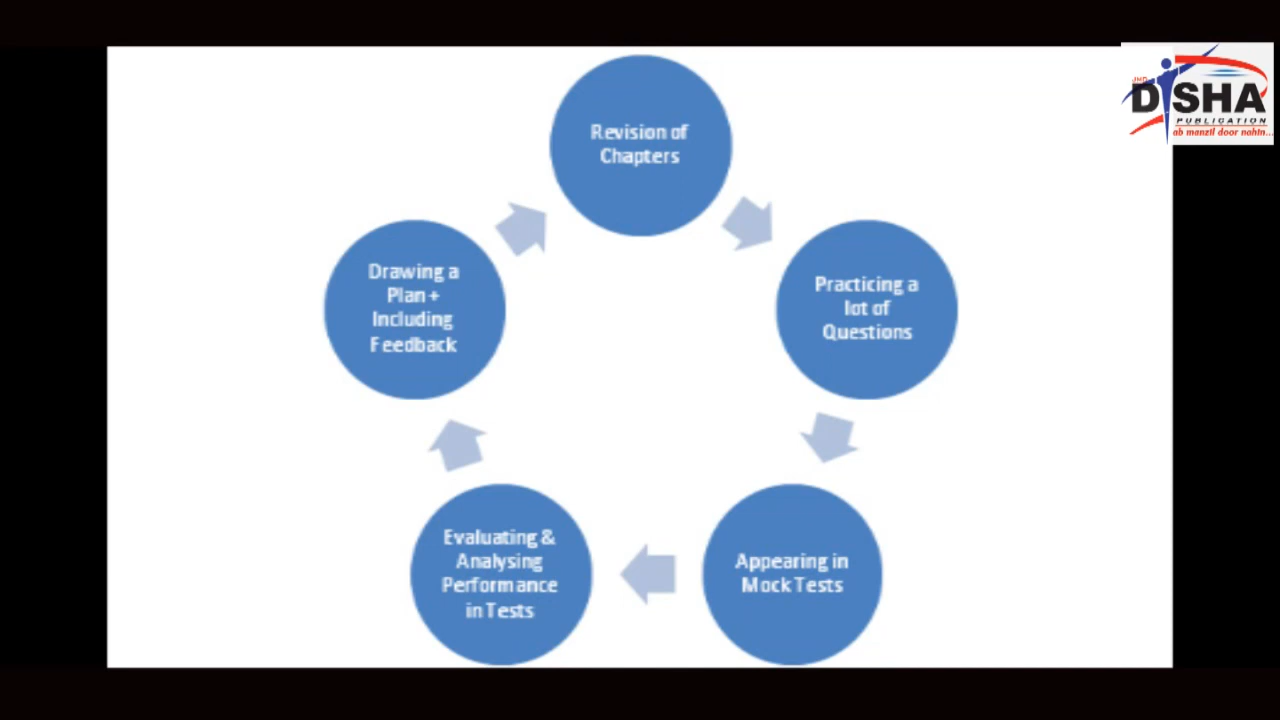 Revision of
Chapters
Practicing a
lot of
Questions
Appearing in
Mock Tests
Evaluating &
Analysing
Performance
in Tests
Drawing a
Plan +
Including
Feedback
JMD
DISHA
PUBLICATION
ab manzil door nahin...